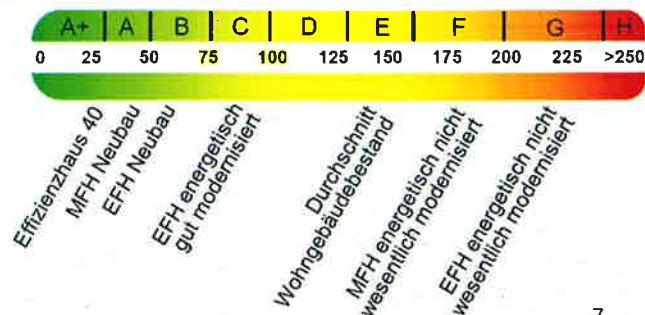 A+ A B C D E F G H
0 25 50 75 100 125 150 175 200 225 >250
Effizienzhaus 40
MFH Neubau
EFH Neubau
EFH energetisch
gut modernisiert
Durchschnitt
Wohngebäudebestand
MFH energetisch nicht
wesentlich modernisiert
EFH energetisch nicht
wesentlich modernisiert
7